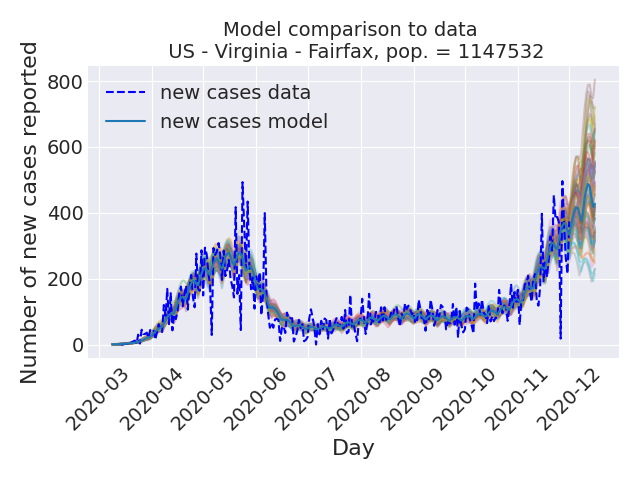 Model comparison to data
US - Virginia - Fairfax, pop. = 1147532
Number of new cases reported
800
600
400
200
0
new cases data
new cases model
2020-03
2020-04
2020-05
2020-06
2020-07
2020-08
2020-09
2020-10
2020-11
2020-12
Day